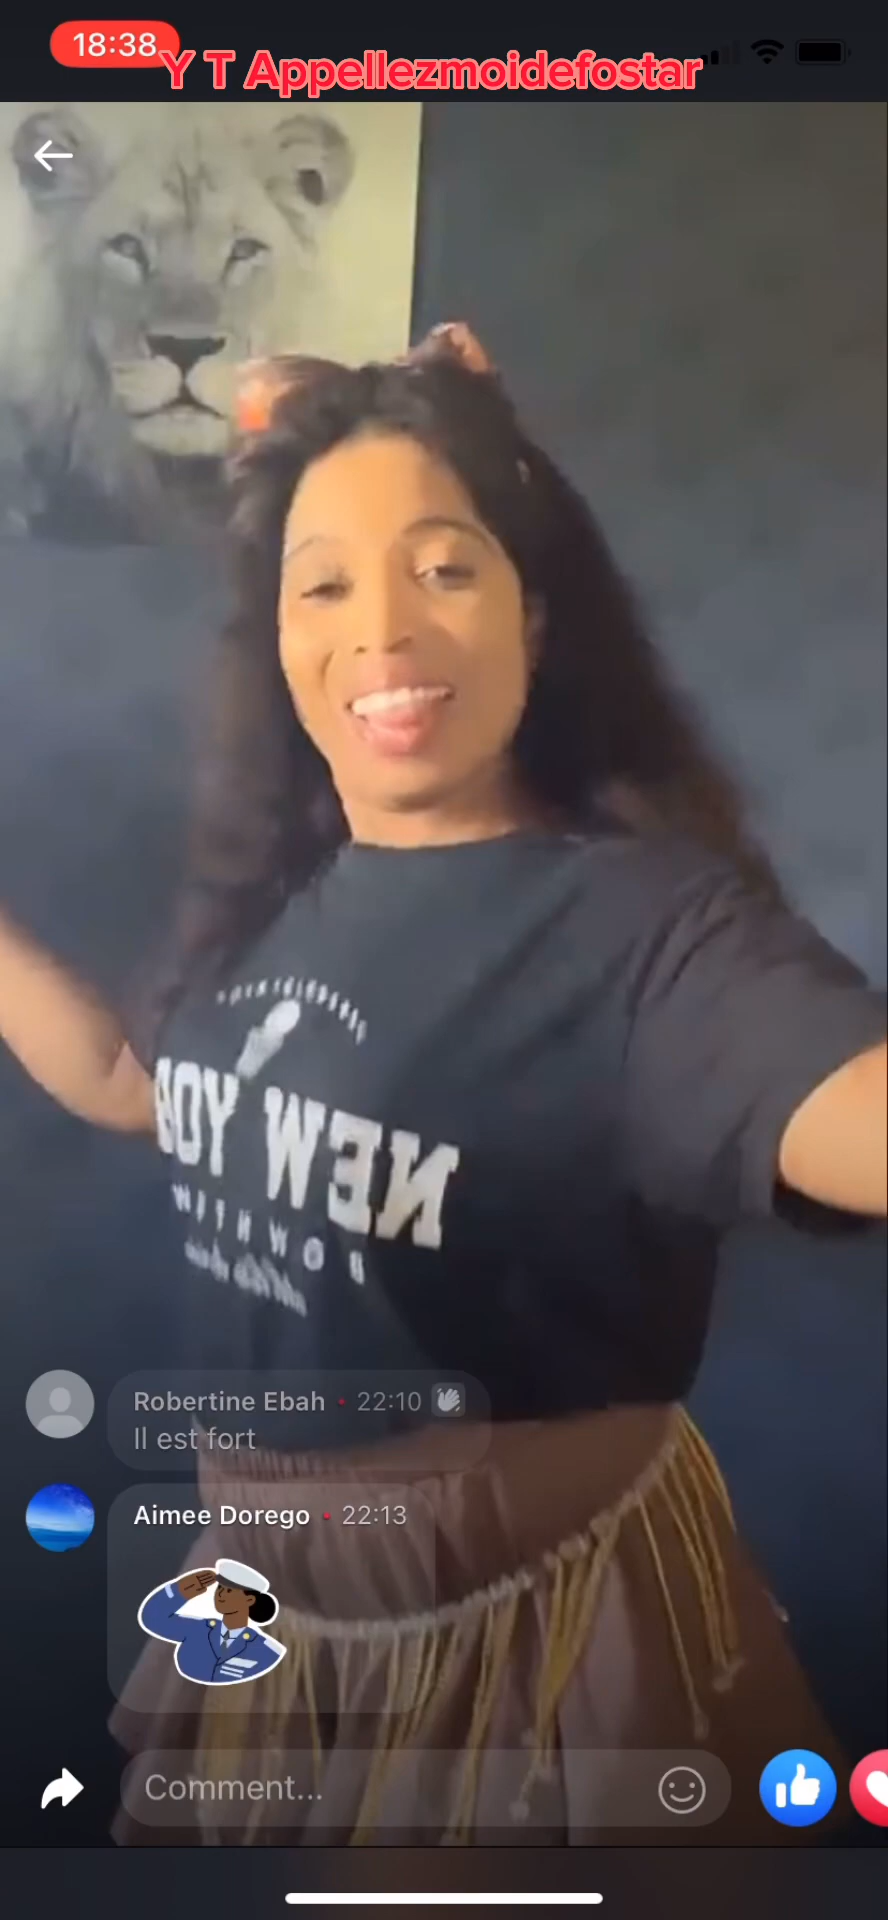 18:38
Y T Appellezmoidefostar
NEW YO
Robertine Ebah • 22:10
Il est fort
Aimee Dorego • 22:13
Comment...